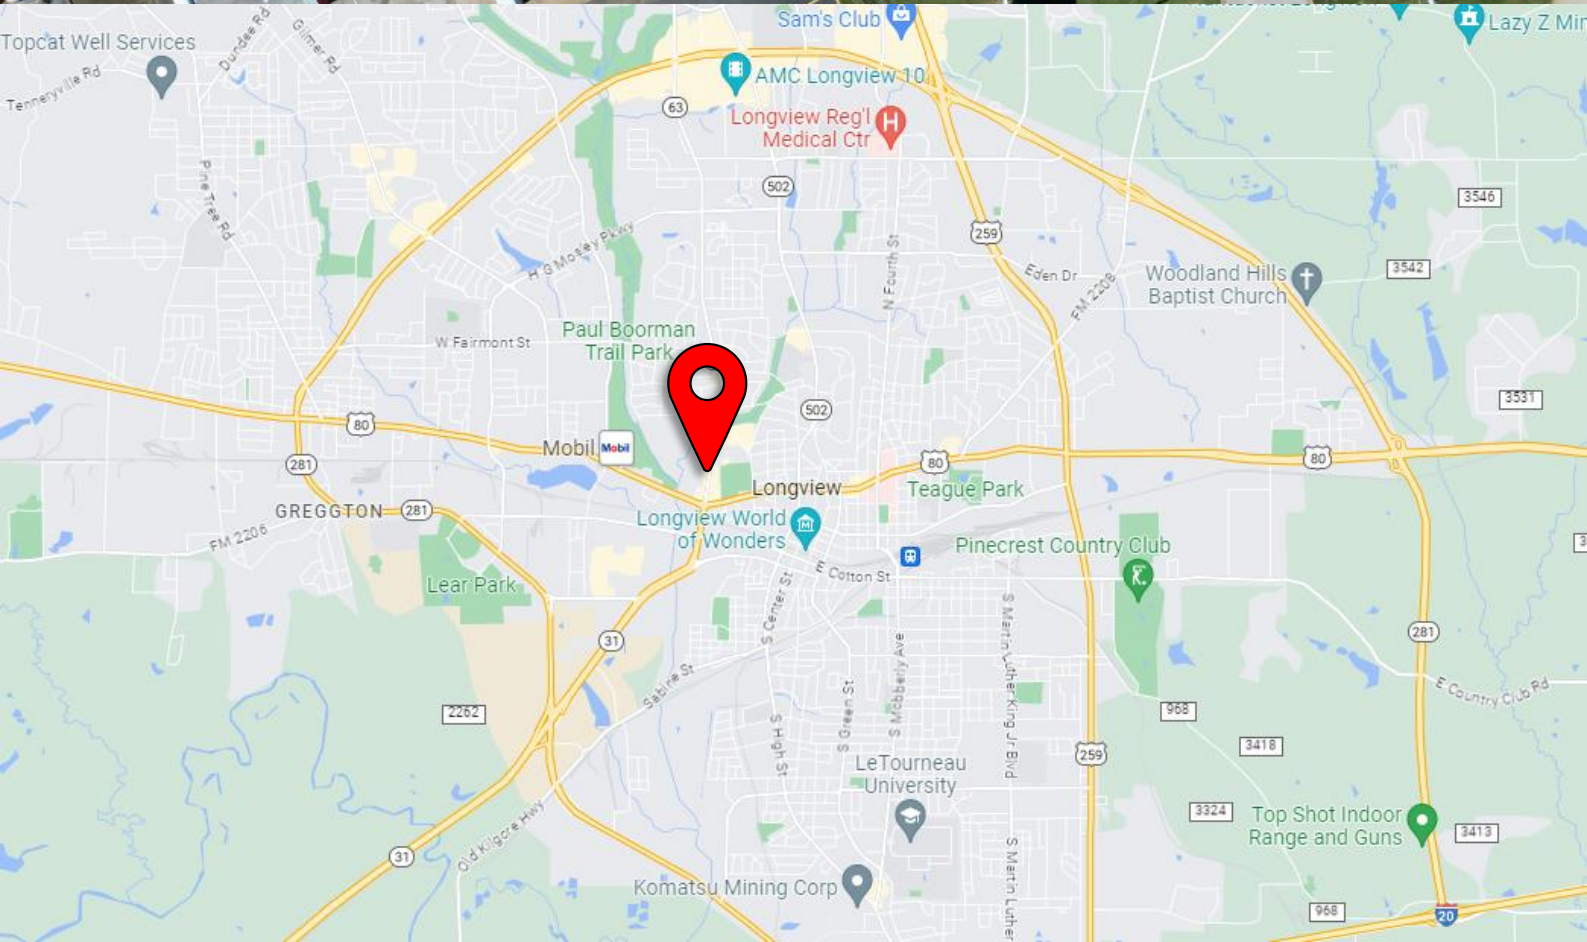 Sam's Club
Lazy Z Mir
Topcat Well Services
Dundee Rd
Gilmer Rd
Tenneryville Rd
AMC Longview 10
63
Longview Reg'l
Medical Ctr
H
502
Pine Tree Rd
3546
259
H G Mosey Pkwy
N Fourth St
Eden Dr
FM 2208
Woodland Hills
Baptist Church
3542
Paul Boorman
Trail Park
W Fairmont St
502
3531
80
Mobil
Mobil
281
80
80
Longview
Teague Park
GREGGTON
281
FM 2206
Longview World
of Wonders
M
Pinecrest Country Club
E Cotton St
3
Lear Park
S Center St
S Martin Luther King Jr Blvd
31
281
Sabine St
S Mobberly Ave
S Green St
E Country Club Rd
2262
968
S High St
3418
259
LeTourneau
University
3324
Top Shot Indoor
Range and Guns
3413
Old Kilgore Hwy
31
S Martin Luther
Komatsu Mining Corp
968
20